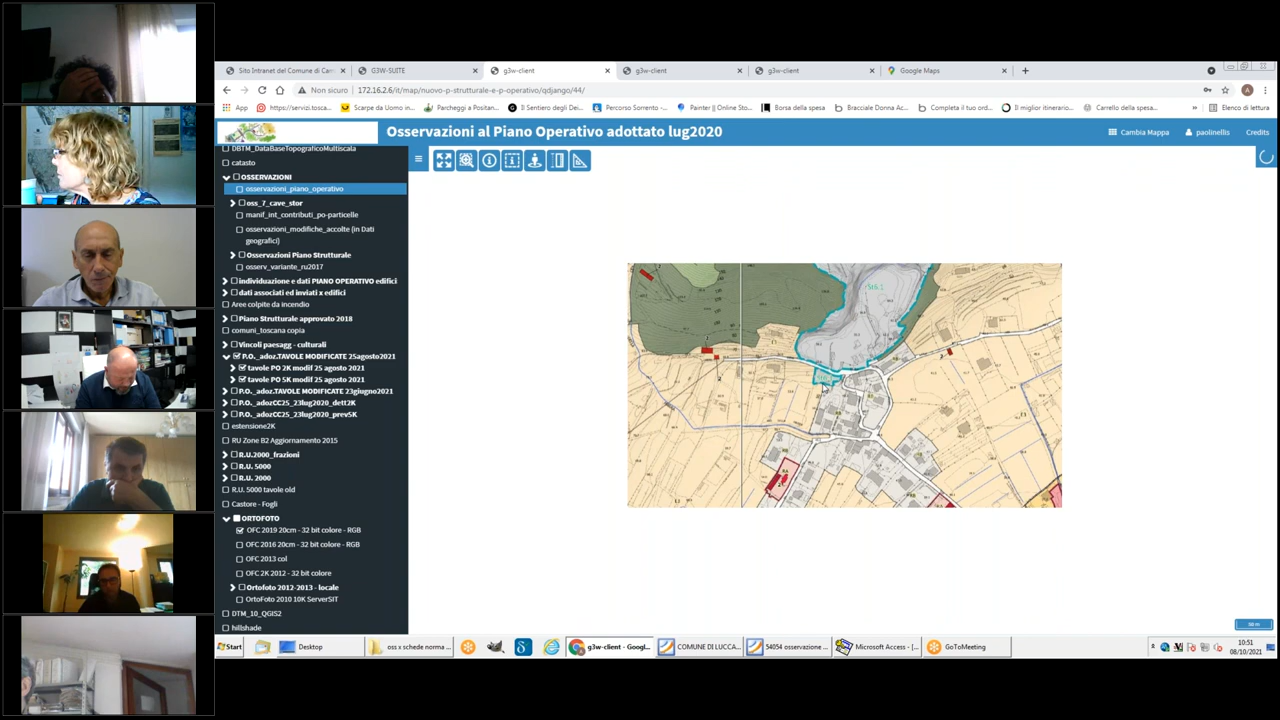 Sito Intranet del Comune di Cam
G3W-SUITE
g3w-client
g3w-client
g3w-client
Google Maps
Non sicuro
172.16.2.6/it/map/nuovo-p-strutturale-e-p-operativo/qdjango/44/
App
https://servizi.tosca...
Scarpe da Uomo in...
Parcheggi a Positan...
Il Sentiero degli Dei...
Percorso Sorrento -...
Painter || Online Sto...
Borsa della spesa
Bracciale Donna Ac...
Completa il tuo ord...
Il miglior itinerario...
Carrello della spesa...
Elenco di lettura
Osservazioni al Piano Operativo adottato lug2020
Cambia Mappa
paolinellis
Credits
DBTM_DataBaseTopograficoMultiscala
catasto
OSSERVAZIONI
osservazioni_piano_operativo
oss_7_cave_stor
manif_int_contributi_po-particelle
osservazioni_modifiche_accolte (in Dati
geografici)
Osservazioni Piano Strutturale
osserv_variante_ru2017
individuazione e dati PIANO OPERATIVO edifici
dati associati ed inviati x edifici
Aree colpite da incendio
Piano Strutturale approvato 2018
comuni_toscana copia
Vincoli paesagg - culturali
P.O._adoz.TAVOLE MODIFICATE 25agosto2021
tavole PO 2K modif 25 agosto 2021
tavole PO 5K modif 25 agosto 2021
P.O._adoz.TAVOLE MODIFICATE 23giugno2021
P.O._adozCC25_23lug2020_dett2K
P.O._adozCC25_23lug2020_prev5K
estensione2K
RU Zone B2 Aggiornamento 2015
R.U.2000_frazioni
R.U. 5000
R.U. 2000
R.U. 5000 tavole old
Castore - Fogli
ORTOFOTO
OFC 2019 20cm - 32 bit colore - RGB
OFC 2016 20cm - 32 bit colore - RGB
OFC 2013 col
OFC 2K 2012 - 32 bit colore
Ortofoto 2012-2013 - locale
OrtoFoto 2010 10K ServerSIT
DTM_10_QGIS2
hillshade
50 m
Start
Desktop
oss x schede norma ...
g3w-client - Googl...
COMUNE DI LUCCA...
54054 osservazione ...
Microsoft Access - [...
GoToMeeting
10:51
08/10/2021